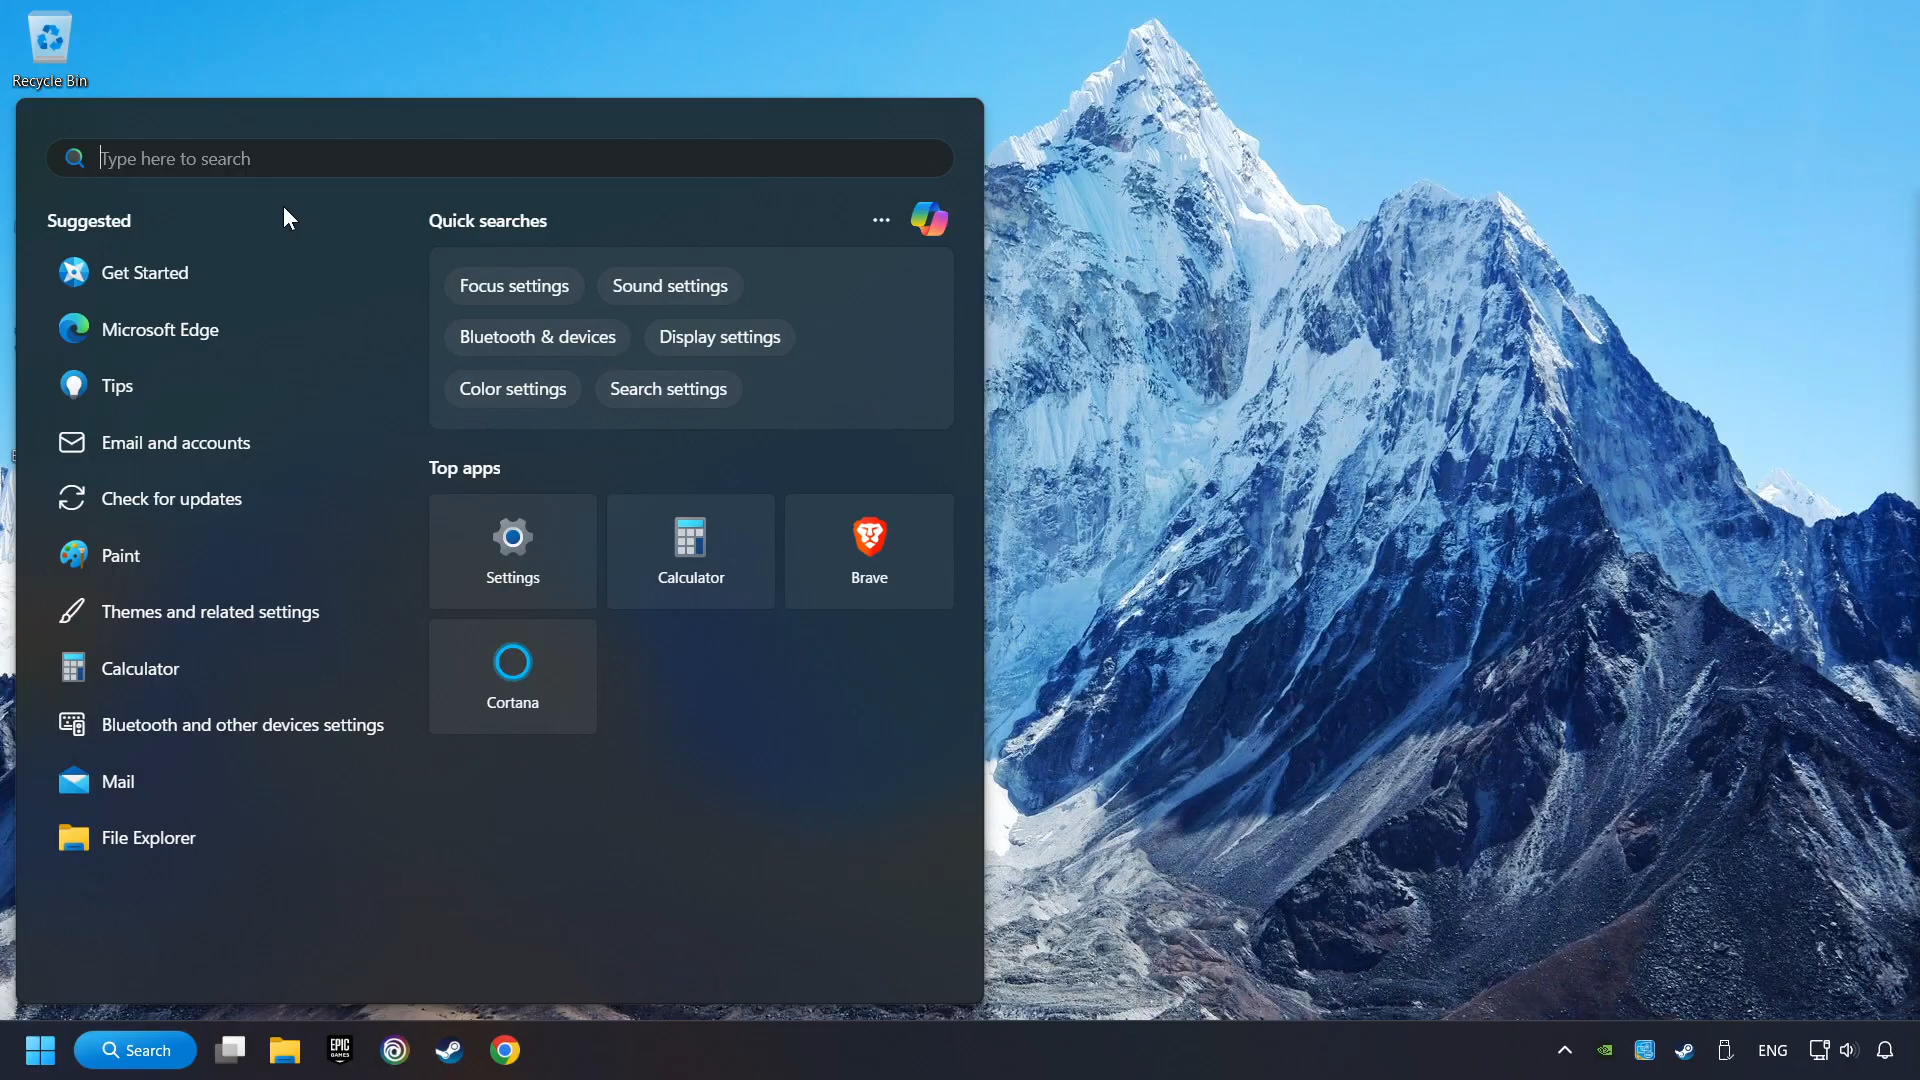 Recycle Bin
Type here to search
Suggested
Get Started
Microsoft Edge
Tips
Email and accounts
Check for updates
Paint
Themes and related settings
Calculator
Bluetooth and other devices settings
Mail
File Explorer
Quick searches
Focus settings
Sound settings
Bluetooth & devices
Display settings
Color settings
Search settings
Top apps
Settings
Calculator
Brave
Cortana
Search
EPIC
GAMES
ENG